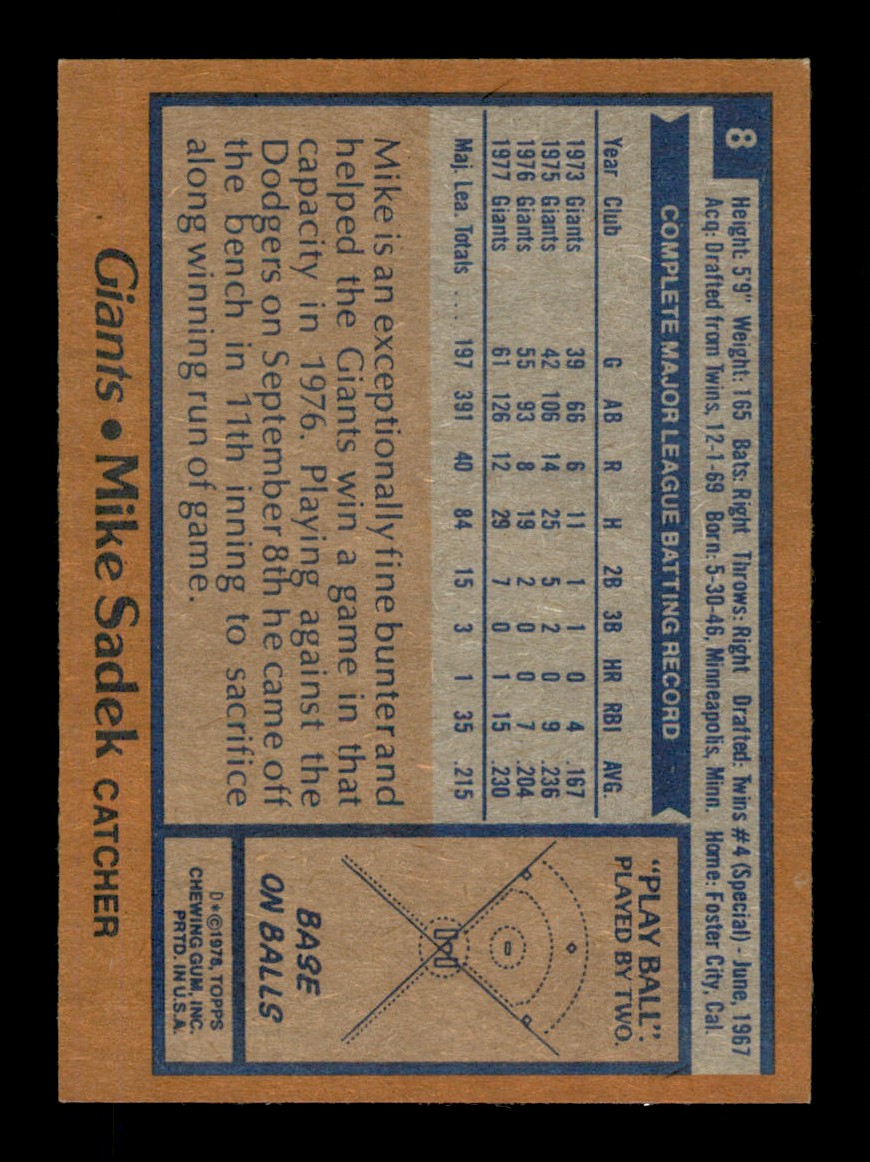 8
Height: 5'9" Weight: 165 Bats: Right Throws: Right Drafted: Twins #4 (Special) - June, 1967
Acq: Drafted from Twins, 12-1-69 Born: 5-30-46, Minneapolis, Minn. Home: Foster City, Cal.
COMPLETE MAJOR LEAGUE BATTING RECORD
Year Club G AB R H 2B 3B HR RBI AVG.
1973 Giants 39 66 6 11 1 1 0 4 .167
1975 Giants 42 106 14 25 5 2 0 9 .236
1976 Giants 55 93 8 19 2 0 0 7 .204
1977 Giants 61 126 12 29 7 0 1 15 .230
Maj. Lea. Totals .... 197 391 40 84 15 3 1 35 .215
Mike is an exceptionally fine bunter and
helped the Giants win a game in that
capacity in 1976. Playing against the
Dodgers on September 8th he came off
the bench in 11th inning to sacrifice
along winning run of game.
"PLAY BALL".
PLAYED BY TWO.
BASE
ON BALLS
D*©1978, TOPPS
CHEWING GUM, INC.
PRTD. IN U.S.A.
Giants • Mike Sadek CATCHER